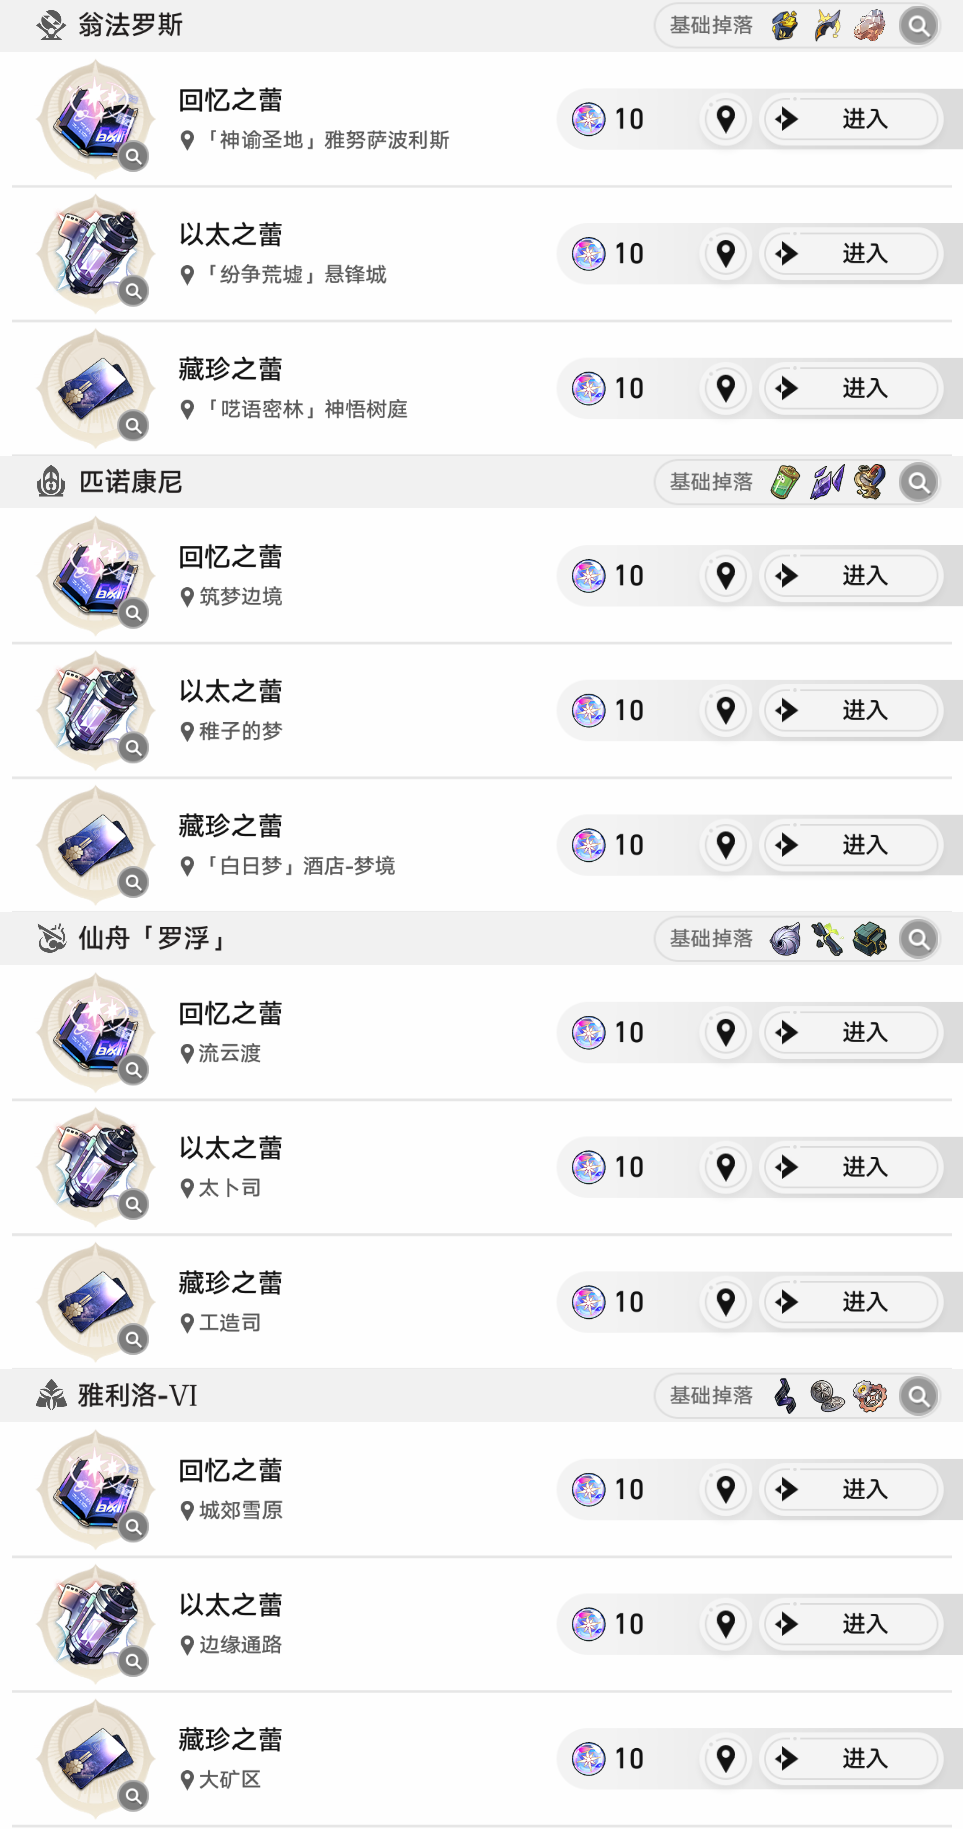 翁法罗斯
基础掉落
回忆之蕾
「神谕圣地」雅努萨波利斯
10
进入
以太之蕾
「纷争荒墟」悬锋城
10
进入
藏珍之蕾
「呓语密林」神悟树庭
10
进入
匹诺康尼
基础掉落
回忆之蕾
筑梦边境
10
进入
以太之蕾
稚子的梦
10
进入
藏珍之蕾
「白日梦」酒店-梦境
10
进入
仙舟「罗浮」
基础掉落
回忆之蕾
流云渡
10
进入
以太之蕾
太卜司
10
进入
藏珍之蕾
工造司
10
进入
雅利洛-VI
基础掉落
回忆之蕾
城郊雪原
10
进入
以太之蕾
边缘通路
10
进入
藏珍之蕾
大矿区
10
进入